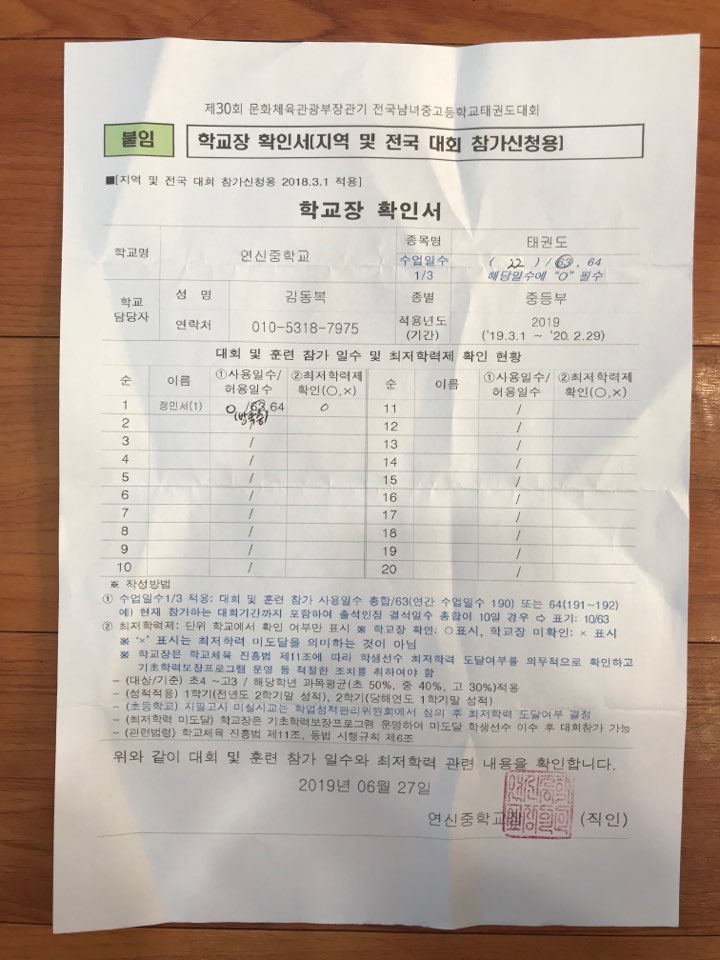 제30회 문화체육관광부장관기 전국남녀중고등학교태권도대회
붙임 학교장 확인서[지역 및 전국 대회 참가신청용]
■[지역 및 전국 대회 참가신청용 2018.3.1 적용]
학교장 확인서
학교명 연신중학교 종목명 태권도
수업일수 1/3 ( 22 ) / 63, 64
해당일수에 "O" 필수
학교 담당자 성 명 김동복 종별 중등부
연락처 010-5318-7975 적용년도 (기간) 2019
('19.3.1 ~ '20.2.29)
대회 및 훈련 참가 일수 및 최저학력제 확인 현황
순 이름 ①사용일수/허용일수 ②최저학력제 확인(○,×) 순 이름 ①사용일수/허용일수 ②최저학력제 확인(○,×)
1 정민서(1) 0 /63,64 ○ 11 /
2 / 12 /
3 / 13 /
4 / 14 /
5 / 15 /
6 / 16 /
7 / 17 /
8 / 18 /
9 / 19 /
10 / 20 /
※ 작성방법
① 수업일수1/3 적용: 대회 및 훈련 참가 사용일수 총합/63(연간 수업일수 190) 또는 64(191~192)
예) 현재 참가하는 대회기간까지 포함하여 출석인정 결석일수 총합이 10일 경우 ⇨ 표기: 10/63
② 최저학력제: 단위 학교에서 확인 여부만 표시 ※ 학교장 확인: ○표시, 학교장 미확인: × 표시
※ '×' 표시는 최저학력 미도달을 의미하는 것이 아님
※ 학교장은 학교체육 진흥법 제11조에 따라 학생선수 최저학력 도달여부를 의무적으로 확인하고
기초학력보장프로그램 운영 등 적절한 조치를 취하여야 함
- (대상/기준) 초4 ~고3 / 해당학년 과목평균(초 50%, 중 40%, 고 30%)적용
- (성적적용) 1학기(전년도 2학기말 성적), 2학기(당해연도 1학기말 성적)
- (초등학교) 지필고사 미실시교는 학업성적관리위원회에서 심의 후 최저학력 도달여부 결정
- (최저학력 미도달) 학교장은 기초학력보장프로그램 운영하여 미도달 학생선수 이수 후 대회참가 가능
- (관련법령) 학교체육 진흥법 제11조, 동법 시행규칙 제6조
위와 같이 대회 및 훈련 참가 일수와 최저학력 관련 내용을 확인합니다.
2019년 06월 27일
연신중학교장 (직인)